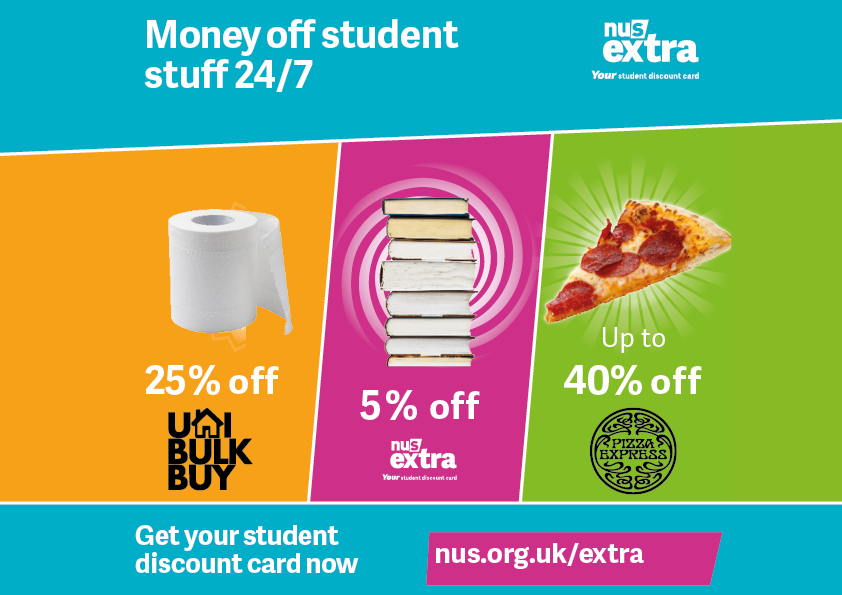 Money off student
stuff 24/7
nus
extra
Your student discount card
25% off
UNI
BULK
BUY
5% off
nus
extra
Your student discount card
Up to
40% off
PIZZA
EXPRESS
Get your student
discount card now
nus.org.uk/extra